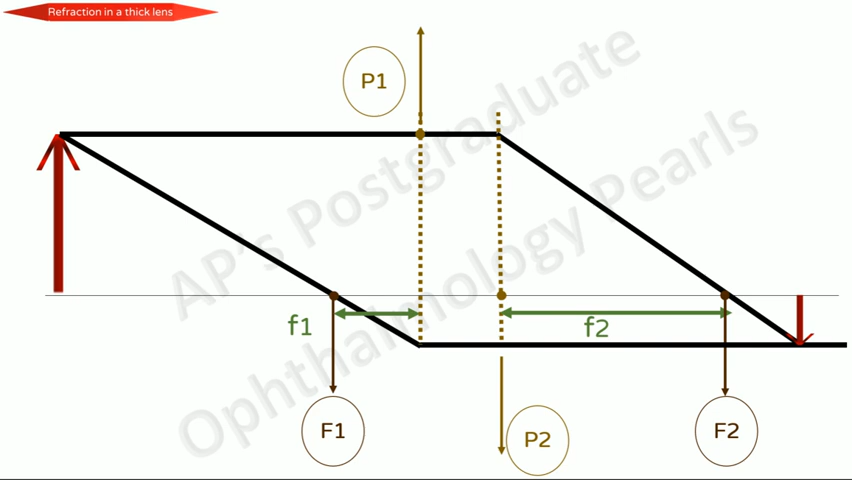 Refraction in a thick lens
P1
AP's Postgraduate
Ophthalmology Pearls
f1
f2
F1
P2
F2